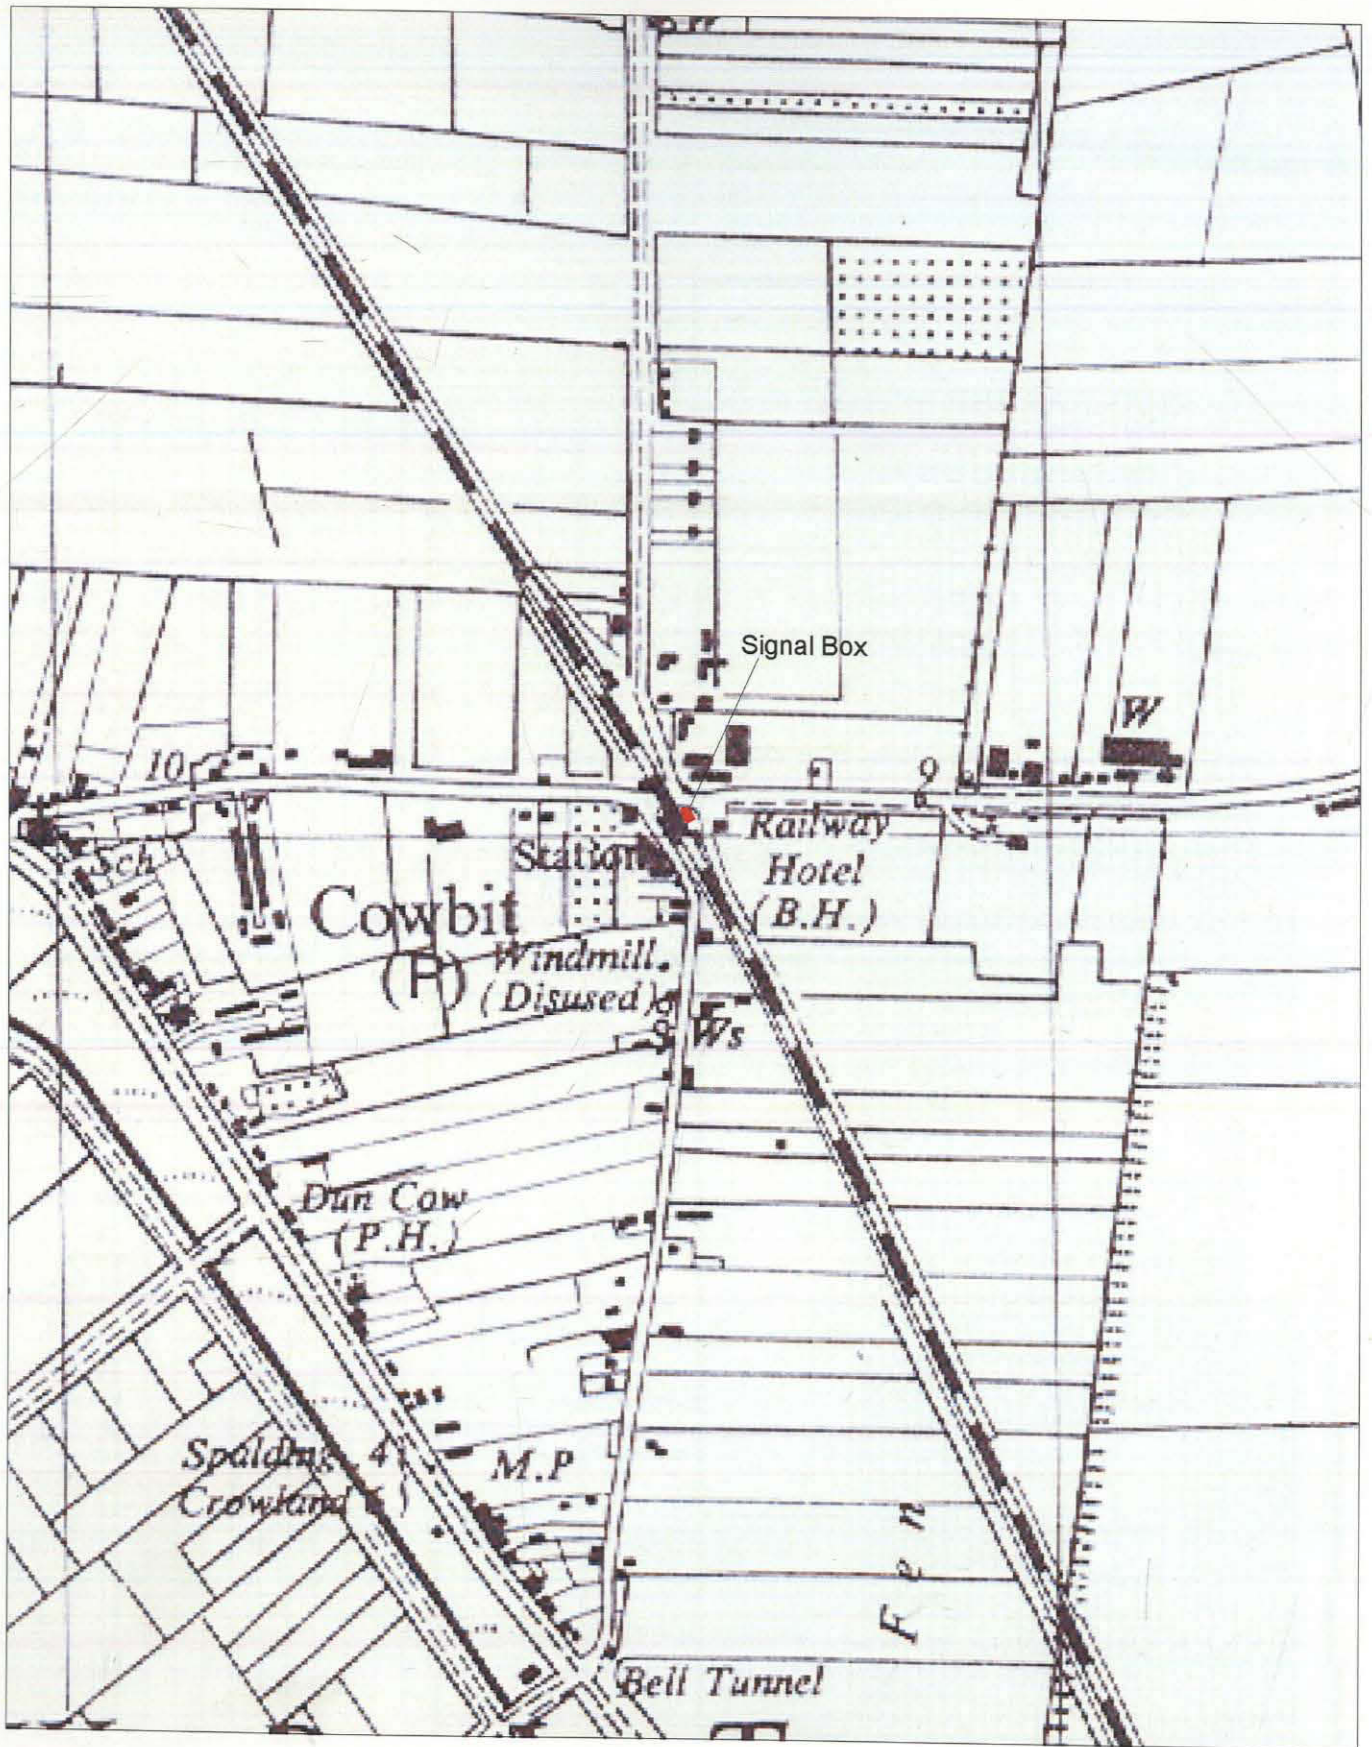 W
Signal Box
W
10
9
Railway
Hotel
(B.H.)
Sch
Station
Cowbit
(P)
Windmill
(Disused)
Ws
Dun Cow
(P.H.)
Spalding 4
Crowland
M.P
Fen
Bell Tunnel